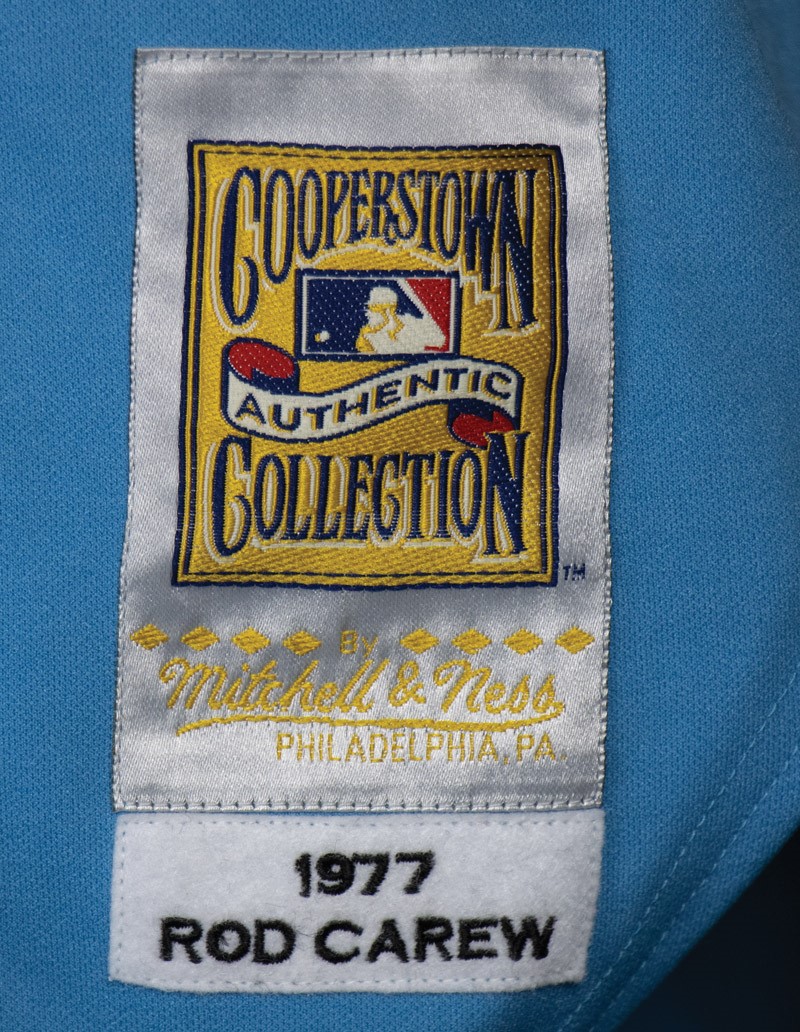 COOPERSTOWN
AUTHENTIC
COLLECTION
TM
By
Mitchell & Ness
PHILADELPHIA, PA.
1977
ROD CAREW